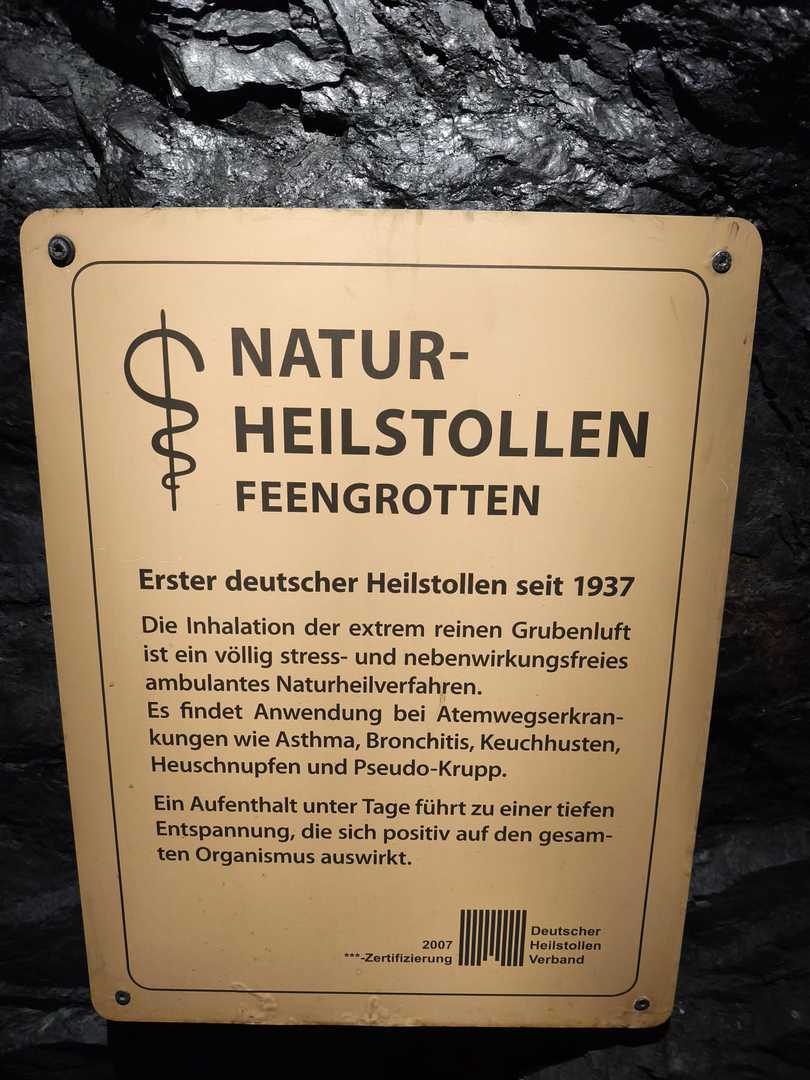 NATUR-
HEILSTOLLEN
FEENGROTTEN
Erster deutscher Heilstollen seit 1937
Die Inhalation der extrem reinen Grubenluft
ist ein völlig stress- und nebenwirkungsfreies
ambulantes Naturheilverfahren.
Es findet Anwendung bei Atemwegserkran-
kungen wie Asthma, Bronchitis, Keuchhusten,
Heuschnupfen und Pseudo-Krupp.
Ein Aufenthalt unter Tage führt zu einer tiefen
Entspannung, die sich positiv auf den gesam-
ten Organismus auswirkt.
2007
***-Zertifizierung
Deutscher
Heilstollen
Verband